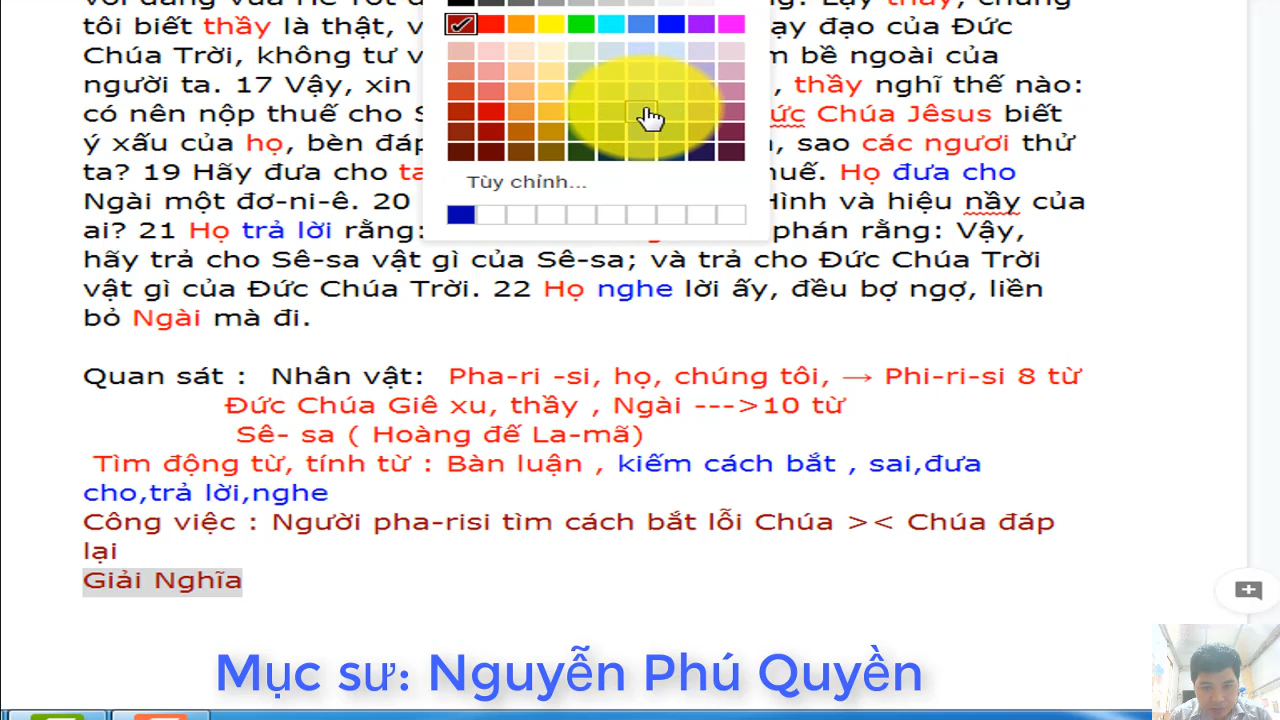 tôi biết thầy là thật, v ạy đạo của Đức
Chúa Trời, không tư v m bề ngoài của
người ta. 17 Vậy, xin , thầy nghĩ thế nào:
có nên nộp thuế cho S ức Chúa Jêsus biết
ý xấu của họ, bèn đáp , sao các ngươi thử
ta? 19 Hãy đưa cho ta huế. Họ đưa cho
Ngài một đơ-ni-ê. 20 Hình và hiệu nầy của
ai? 21 Họ trả lời rằng: phán rằng: Vậy,
hãy trả cho Sê-sa vật gì của Sê-sa; và trả cho Đức Chúa Trời
vật gì của Đức Chúa Trời. 22 Họ nghe lời ấy, đều bợ ngợ, liền
bỏ Ngài mà đi.
Tùy chỉnh...
Quan sát : Nhân vật: Pha-ri -si, họ, chúng tôi, → Phi-ri-si 8 từ
Đức Chúa Giê xu, thầy , Ngài --->10 từ
Sê- sa ( Hoàng đế La-mã)
Tìm động từ, tính từ : Bàn luận , kiếm cách bắt , sai,đưa
cho,trả lời,nghe
Công việc : Người pha-risi tìm cách bắt lỗi Chúa >< Chúa đáp
lại
Giải Nghĩa
Mục sư: Nguyễn Phú Quyền